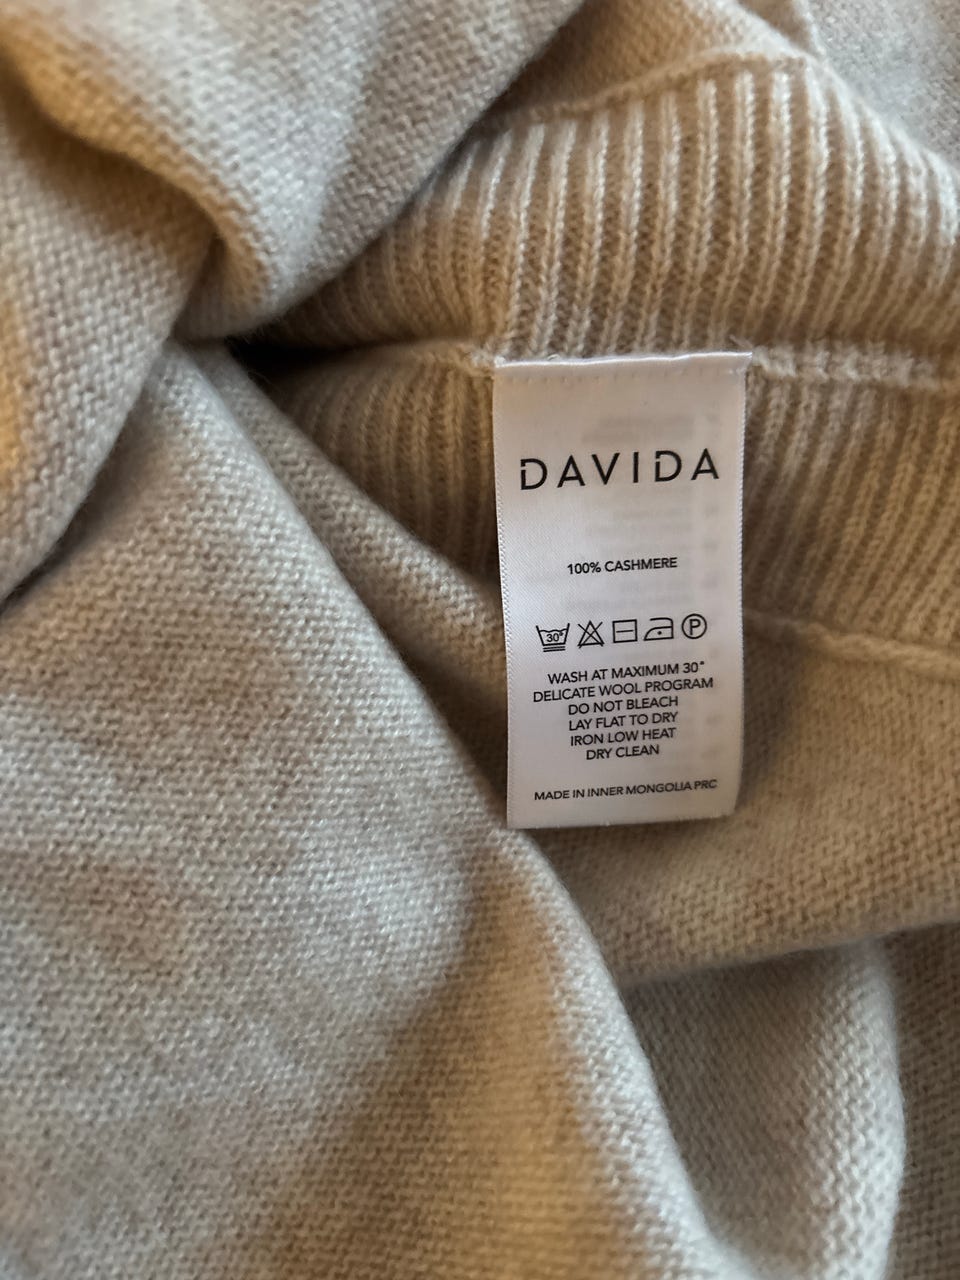 DAVIDA
100% CASHMERE
30° P
WASH AT MAXIMUM 30°
DELICATE WOOL PROGRAM
DO NOT BLEACH
LAY FLAT TO DRY
IRON LOW HEAT
DRY CLEAN
MADE IN INNER MONGOLIA PRC